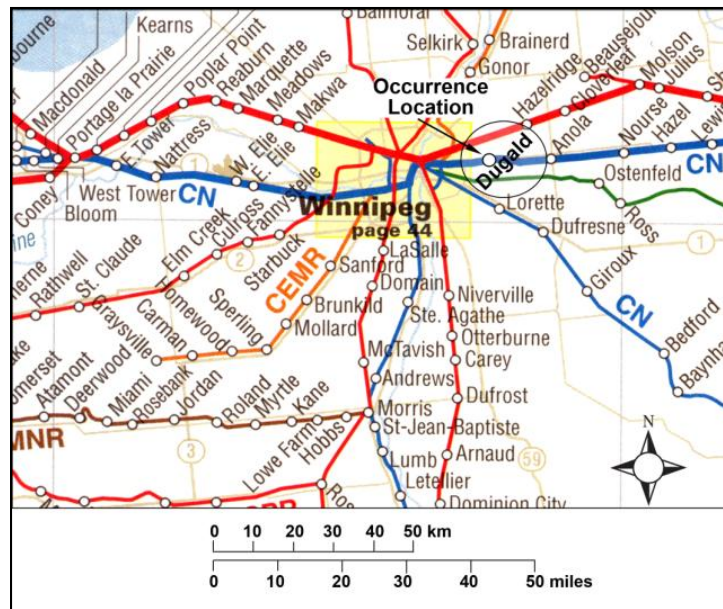 Balmoral
Kearns
Macdonald
Portage la Prairie
Poplar Point
Reaburn
Marquette
Meadows
Makwa
Selkirk
Brainerd
Gonor
Occurrence
Location
Hazelridge
Cloverleaf
Beausejour
Molson
Julius
E. Tower
Nattress
1
W. Elie
E. Elie
Coney
West Tower
Bloom
CN
Dugald
Anola
Nourse
Hazel
CN
Ostenfeld
Ross
1
Winnipeg
page 44
Lorette
Dufresne
Giroux
CN
Bedford
Rathwell
St. Claude
Elm Creek
Culross
Fannystelle
2
Starbuck
CEMR
Sanford
LaSalle
Domain
Brunkild
Mollard
Ste. Agathe
Niverville
Otterburne
Carey
Graysville
Carman
Homewood
Sperling
McTavish
Andrews
Dufrost
Altamont
Deerwood
Miami
Rosebank
Jordan
Roland
Myrtle
Kane
Lowe Farm
Hobbs
Morris
St-Jean-Baptiste
Lumb
Letellier
Arnaud
59
Dominion City
3
N
0 10 20 30 40 50 km
0 10 20 30 40 50 miles